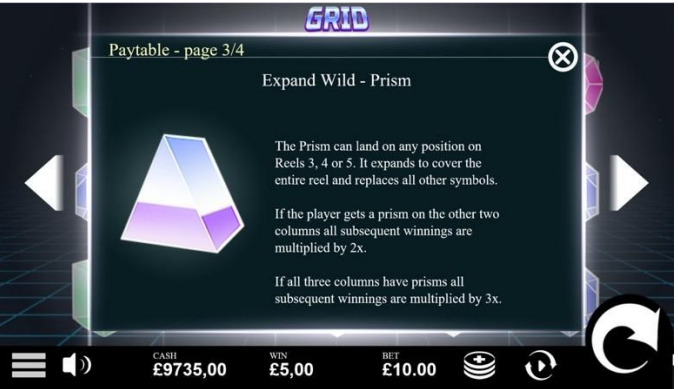 GRID
Paytable - page 3/4
Expand Wild - Prism
The Prism can land on any position on
Reels 3, 4 or 5. It expands to cover the
entire reel and replaces all other symbols.
If the player gets a prism on the other two
columns all subsequent winnings are
multiplied by 2x.
If all three columns have prisms all
subsequent winnings are multiplied by 3x.
CASH
£9735,00
WIN
£5,00
BET
£10.00